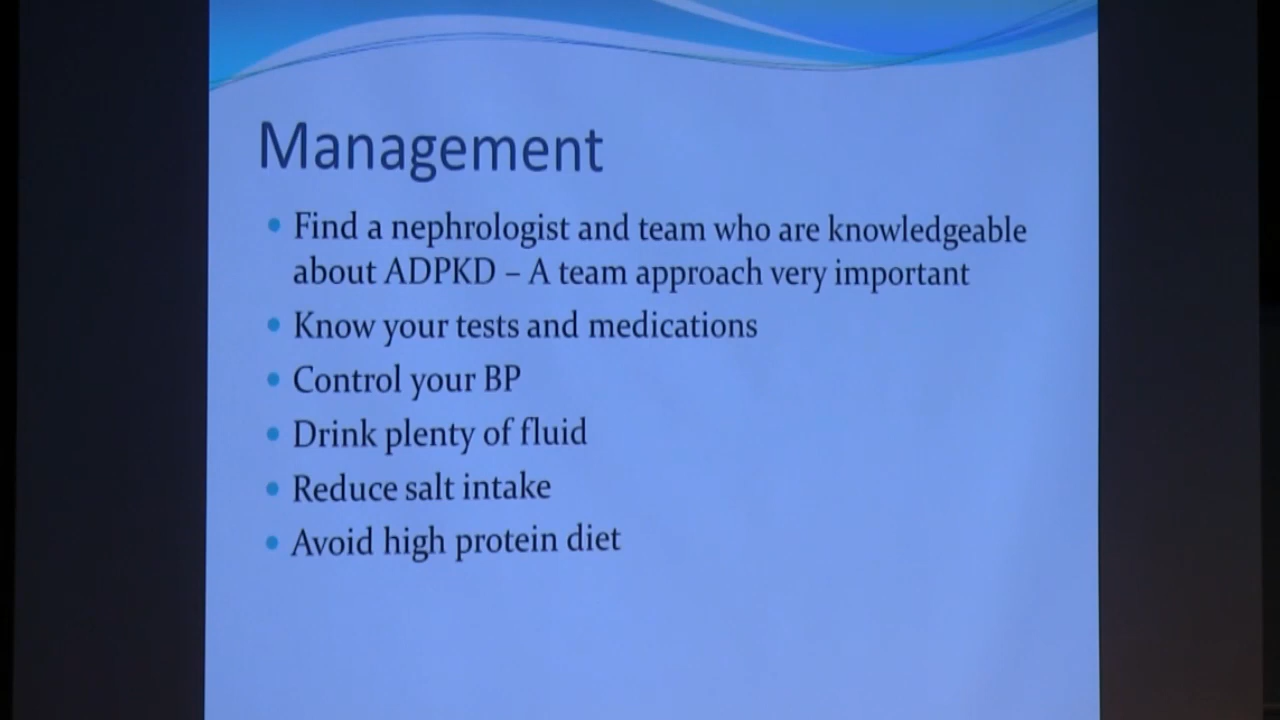 Management
• Find a nephrologist and team who are knowledgeable
about ADPKD – A team approach very important
• Know your tests and medications
• Control your BP
• Drink plenty of fluid
• Reduce salt intake
• Avoid high protein diet